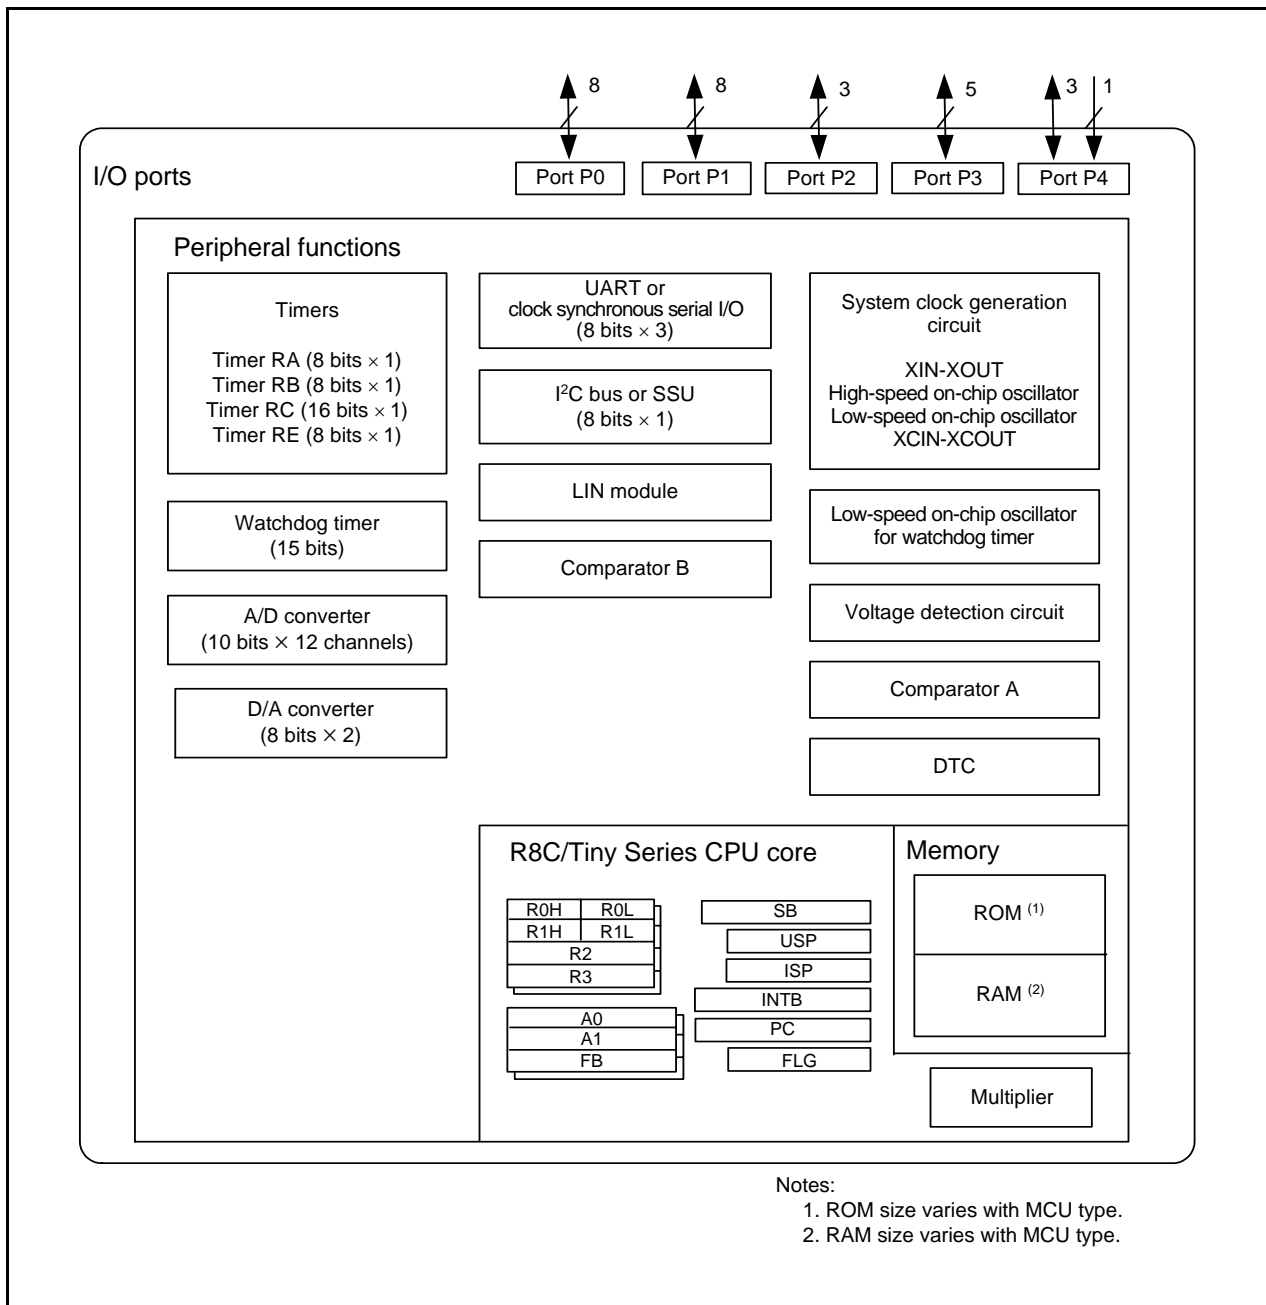 8
8
3
5
3
1
I/O ports
Port P0
Port P1
Port P2
Port P3
Port P4
Peripheral functions
Timers
Timer RA (8 bits × 1)
Timer RB (8 bits × 1)
Timer RC (16 bits × 1)
Timer RE (8 bits × 1)
Watchdog timer
(15 bits)
A/D converter
(10 bits × 12 channels)
D/A converter
(8 bits × 2)
UART or
clock synchronous serial I/O
(8 bits × 3)
I²C bus or SSU
(8 bits × 1)
LIN module
Comparator B
System clock generation
circuit
XIN-XOUT
High-speed on-chip oscillator
Low-speed on-chip oscillator
XCIN-XCOUT
Low-speed on-chip oscillator
for watchdog timer
Voltage detection circuit
Comparator A
DTC
R8C/Tiny Series CPU core
R0H
R0L
R1H
R1L
R2
R3
A0
A1
FB
SB
USP
ISP
INTB
PC
FLG
Memory
ROM (1)
RAM (2)
Multiplier
Notes:
1. ROM size varies with MCU type.
2. RAM size varies with MCU type.